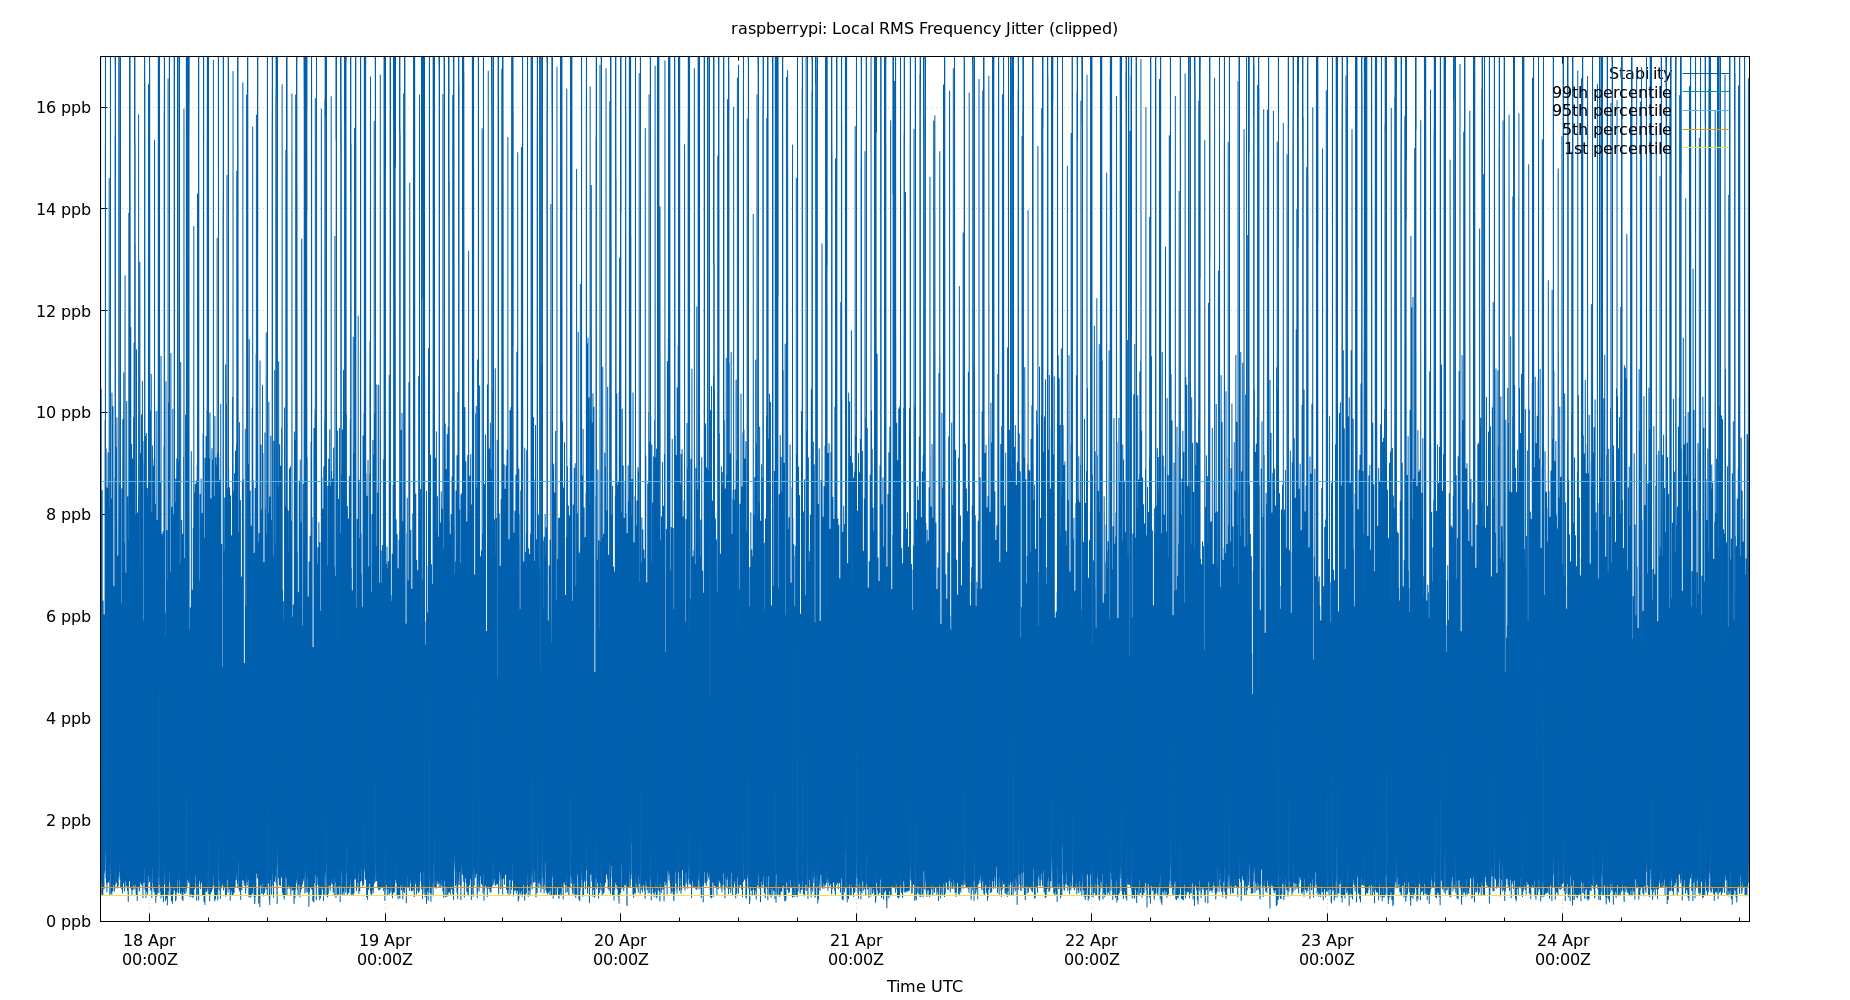 raspberrypi: Local RMS Frequency Jitter (clipped)
Stability
99th percentile
95th percentile
5th percentile
1st percentile
16 ppb
14 ppb
12 ppb
10 ppb
8 ppb
6 ppb
4 ppb
2 ppb
0 ppb
18 Apr 19 Apr 20 Apr 21 Apr 22 Apr 23 Apr 24 Apr
00:00Z 00:00Z 00:00Z 00:00Z 00:00Z 00:00Z 00:00Z
Time UTC